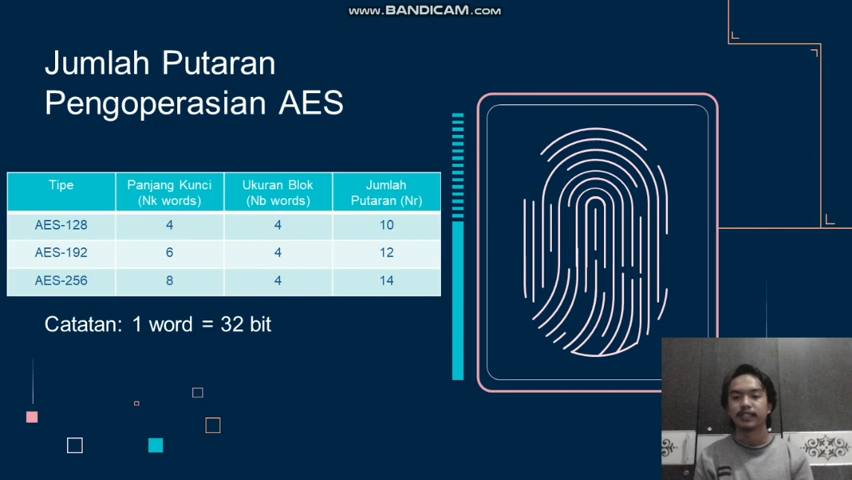 WWW.BANDICAM.COM
Jumlah Putaran
Pengoperasian AES
Tipe Panjang Kunci (Nk words) Ukuran Blok (Nb words) Jumlah Putaran (Nr)
AES-128 4 4 10
AES-192 6 4 12
AES-256 8 4 14
Catatan: 1 word = 32 bit